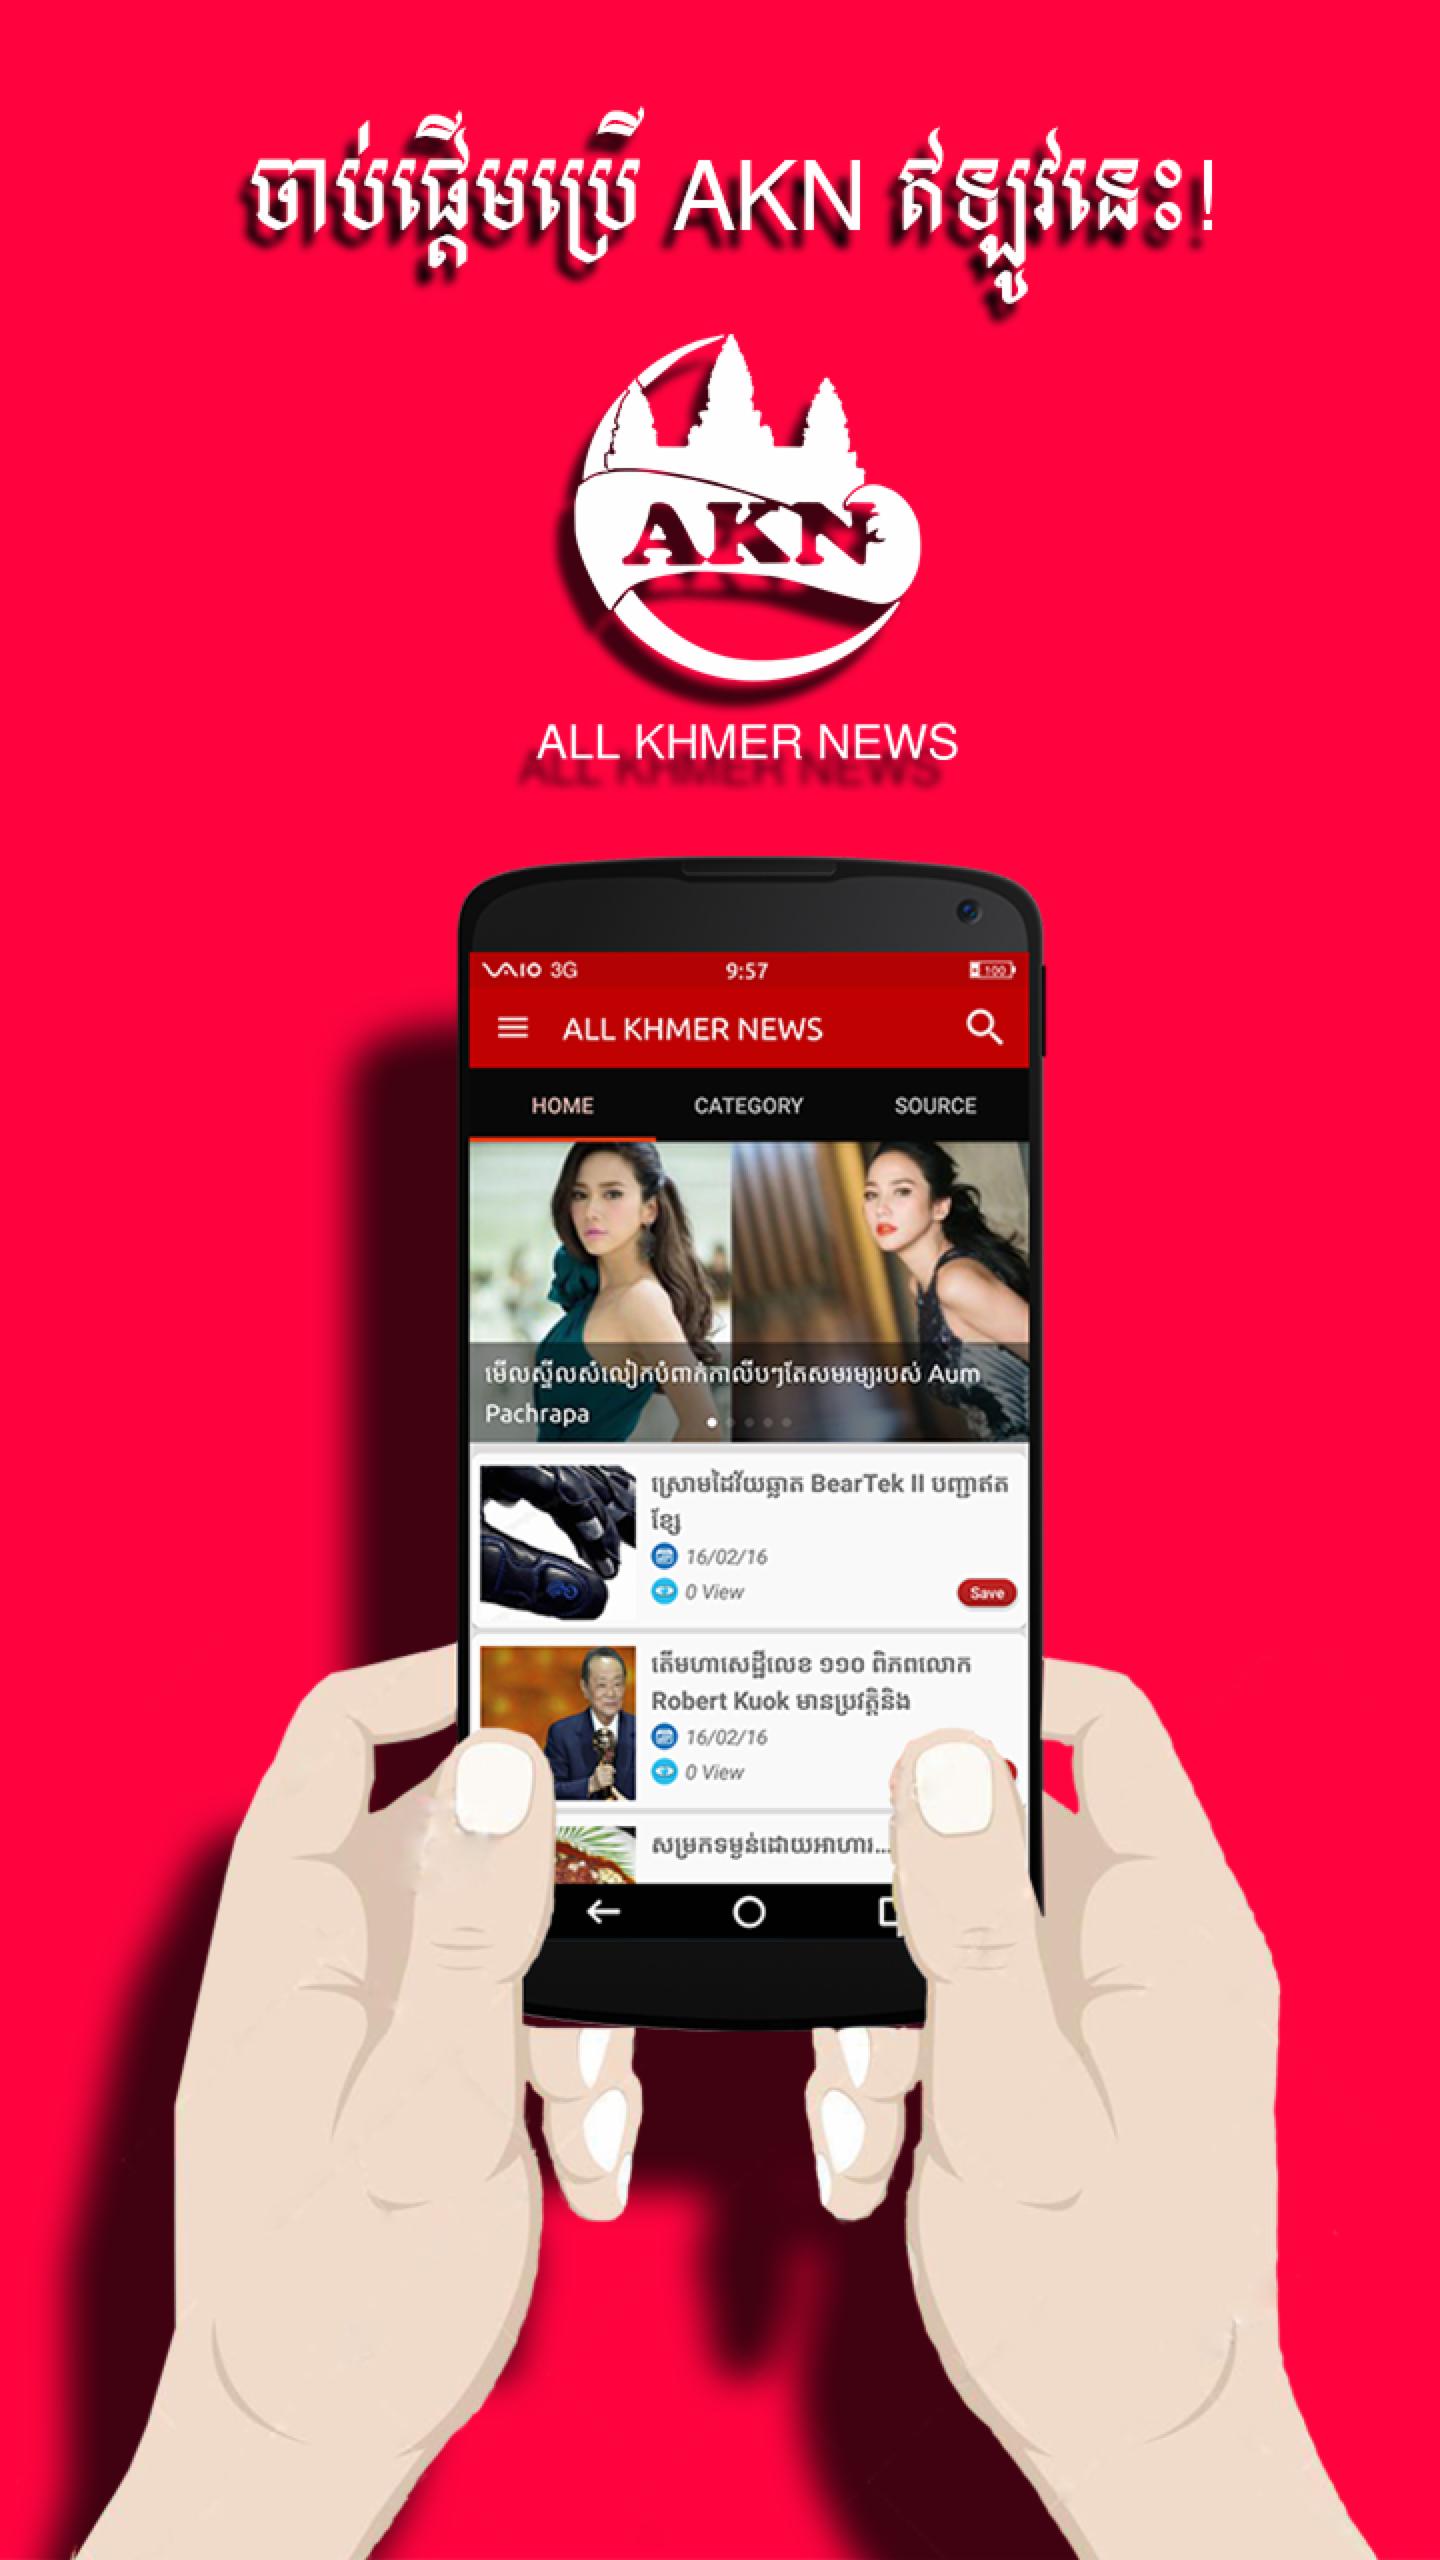 ចាប់ផ្ដើមប្រើ AKN ឥឡូវនេះ!
AKN
ALL KHMER NEWS
VAIO 3G 9:57 100
ALL KHMER NEWS
HOME CATEGORY SOURCE
មើលស្ទីលសំលៀកបំពាក់កាលីបៗតែសមរម្យរបស់ Aum
Pachrapa
ស្រោមដៃវ័យឆ្លាត BearTek II បញ្ជាឥត
ខ្សែ
16/02/16
0 View
Save
តើមហាសេដ្ឋីលេខ ១១០ ពិភពលោក
Robert Kuok មានប្រវត្តិនិង
16/02/16
0 View
សម្រកទម្ងន់ដោយអាហារ...